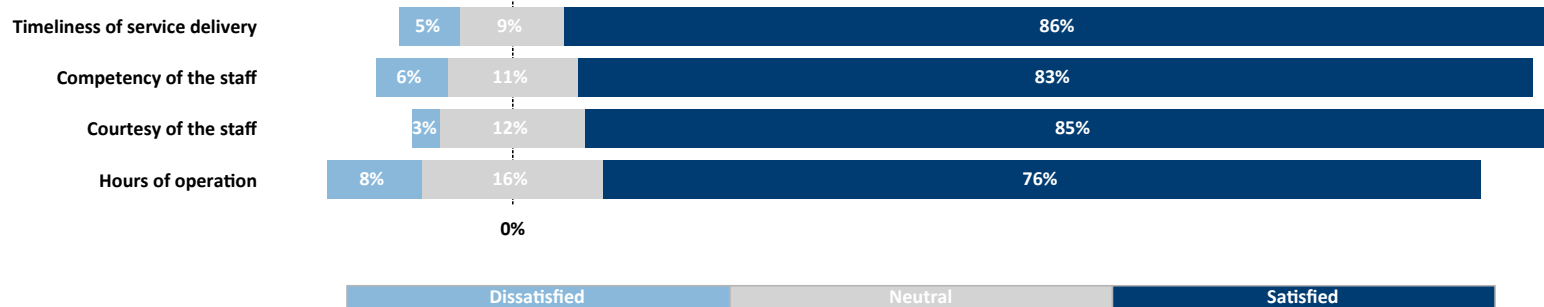 Timeliness of service delivery 5% 9% 86%
Competency of the staff 6% 11% 83%
Courtesy of the staff 3% 12% 85%
Hours of operation 8% 16% 76%
0%
Dissatisfied Neutral Satisfied